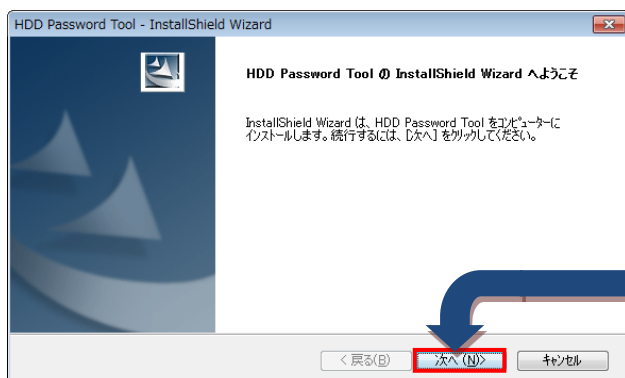 HDD Password Tool - InstallShield Wizard
HDD Password Tool の InstallShield Wizard へようこそ
InstallShield Wizard は、HDD Password Tool をコンピューターに
インストールします。続行するには、[次へ] をクリックしてください。
< 戻る(B)
次へ (N)>
キャンセル